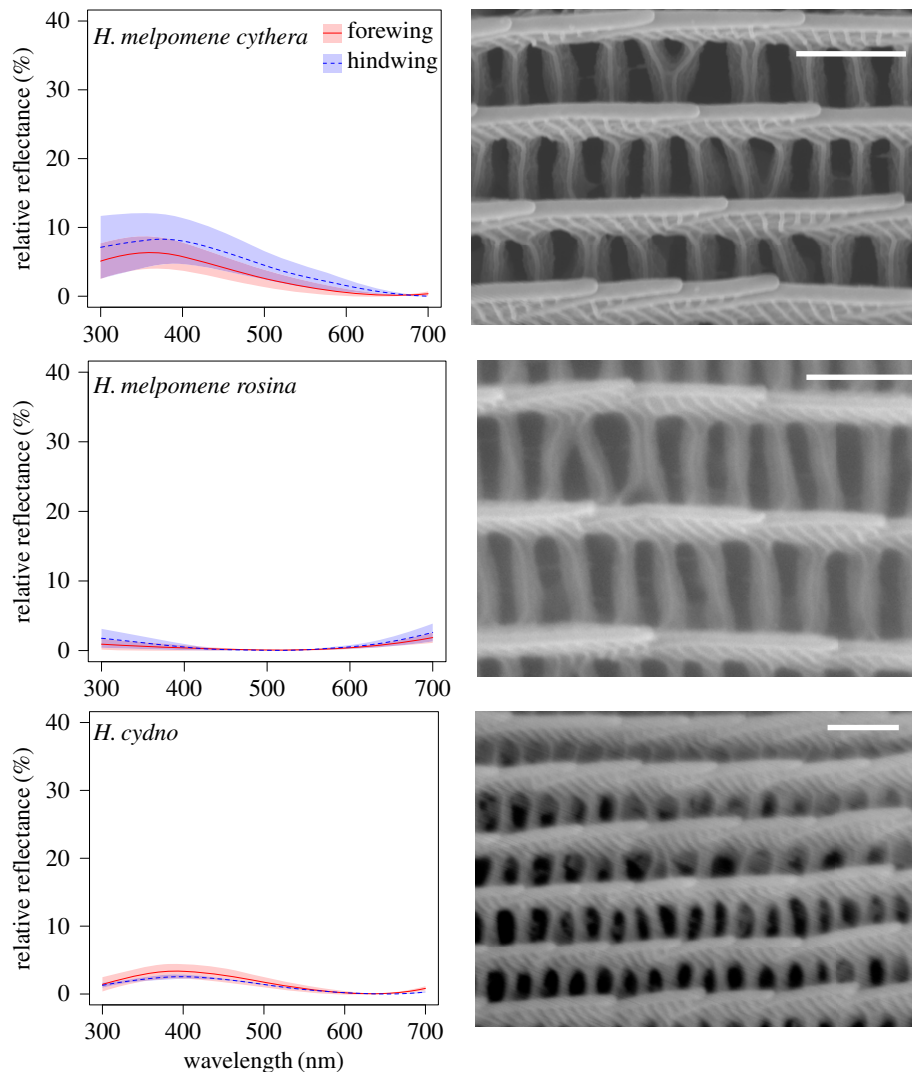 H. melpomene cythera
forewing
hindwing
relative reflectance (%)
40
30
20
10
0
300 400 500 600 700
H. melpomene rosina
relative reflectance (%)
40
30
20
10
0
300 400 500 600 700
H. cydno
relative reflectance (%)
40
30
20
10
0
300 400 500 600 700
wavelength (nm)